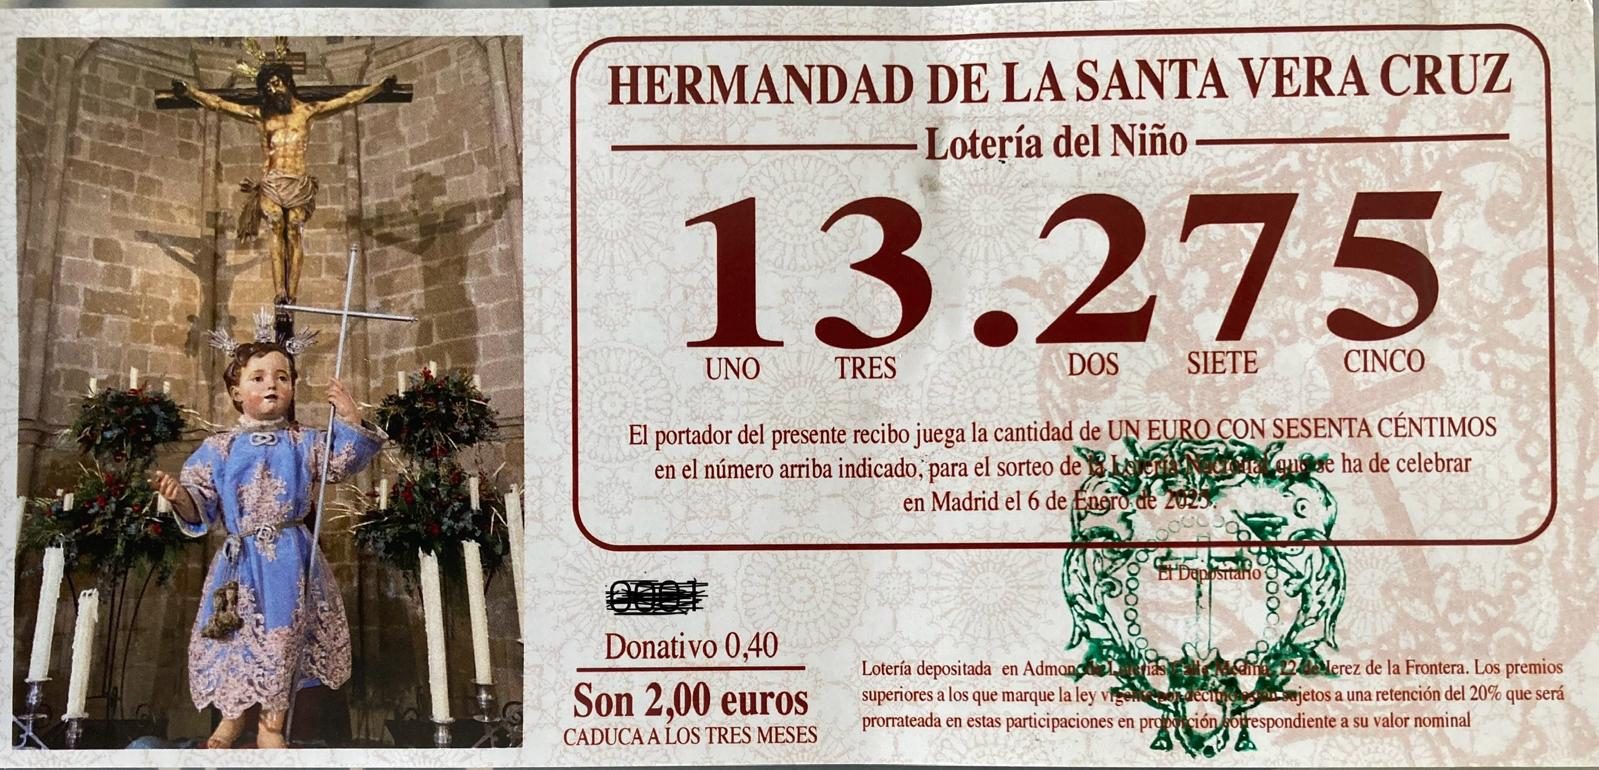 HERMANDAD DE LA SANTA VERA CRUZ
Lotería del Niño
13.275
UNO TRES DOS SIETE CINCO
El portador del presente recibo juega la cantidad de UN EURO CON SESENTA CÉNTIMOS
en el número arriba indicado, para el sorteo de la Lotería Nacional que se ha de celebrar
en Madrid el 6 de Enero de 2025.
El Depositario
Donativo 0,40
Son 2,00 euros
CADUCA A LOS TRES MESES
Lotería depositada en Admon. de Loterías Calle Medina, 22 de Jerez de la Frontera. Los premios
superiores a los que marque la ley vigente por décimo están sujetos a una retención del 20% que será
prorrateada en estas participaciones en proporción correspondiente a su valor nominal